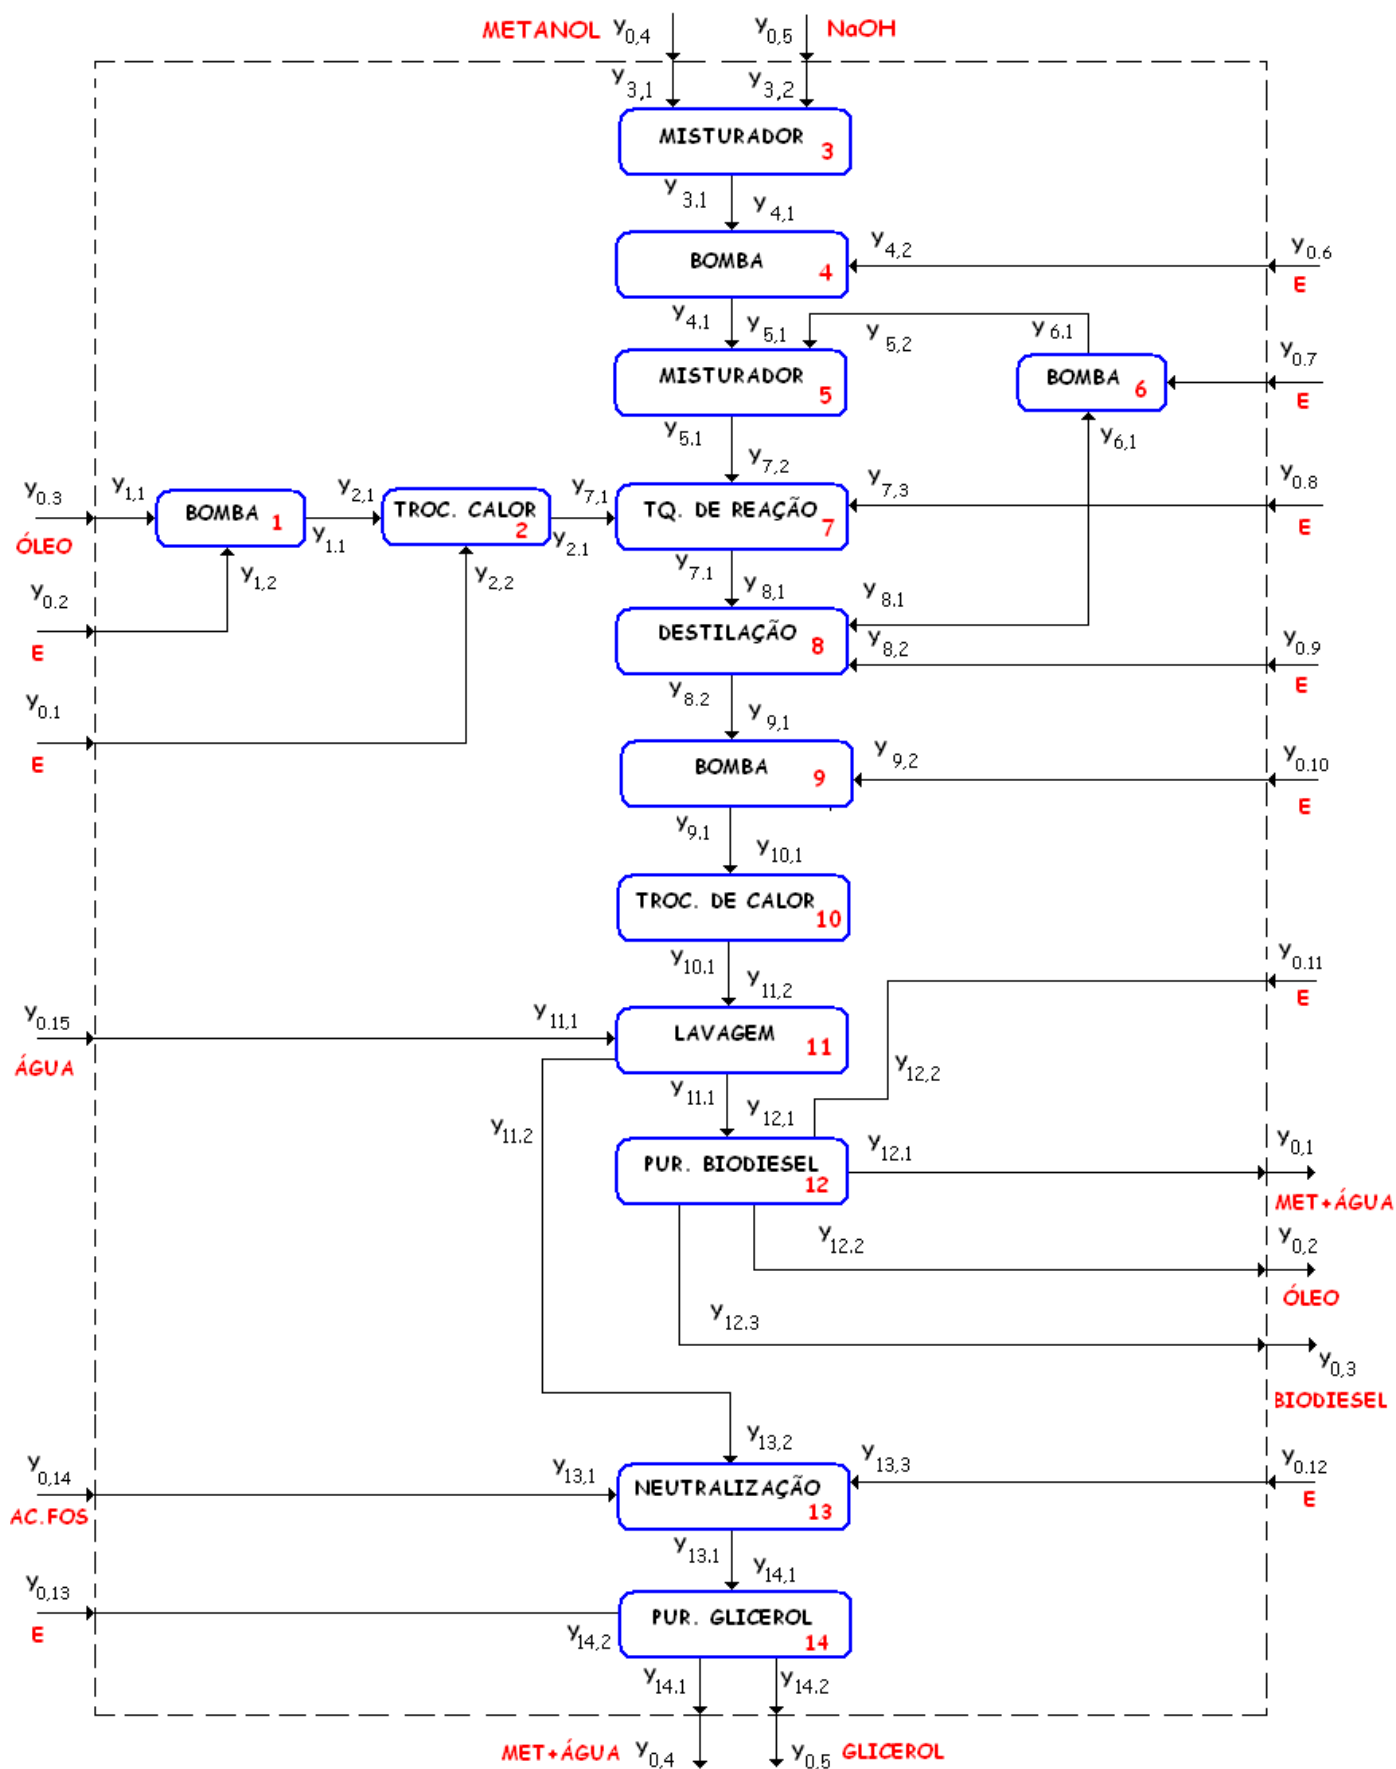 METANOL Y0,4 Y0,5 NaOH
Y3,1 Y3,2
MISTURADOR 3
Y3.1 Y4,1
BOMBA 4
Y4,2 Y0.6
E
Y4.1 Y5,1 Y5,2 Y6.1
Y0.7
MISTURADOR 5
BOMBA 6
E
Y5.1 Y7,2
Y6,1
Y0.3 Y1,1 Y2,1 Y7,1 Y7,3 Y0.8
ÓLEO
BOMBA 1
TROC. CALOR 2
TQ. DE REAÇÃO 7
E
Y1.1 Y2.1
Y0.2 Y1,2 Y2,2 Y7.1 Y8,1 Y8.1
E
DESTILAÇÃO 8
Y8,2 Y0.9
E
Y0.1
E
Y8.2 Y9,1
BOMBA 9
Y9,2 Y0.10
E
Y9.1 Y10,1
TROC. DE CALOR 10
Y10.1 Y11,2
Y0.11
E
Y0.15 Y11,1
ÁGUA
LAVAGEM 11
Y12,2
Y11.1 Y12,1
Y11.2
PUR. BIODIESEL 12
Y12.1 Y0,1
MET+ÁGUA
Y12.2 Y0,2
ÓLEO
Y12.3
Y0,3
BIODIESEL
Y13,2
Y0,14 Y13,1 Y13,3 Y0.12
AC.FOS
NEUTRALIZAÇÃO 13
E
Y13.1 Y14,1
Y0,13
E
PUR. GLICEROL 14
Y14,2
Y14.1 Y14.2
MET+ÁGUA Y0,4 Y0,5 GLICEROL